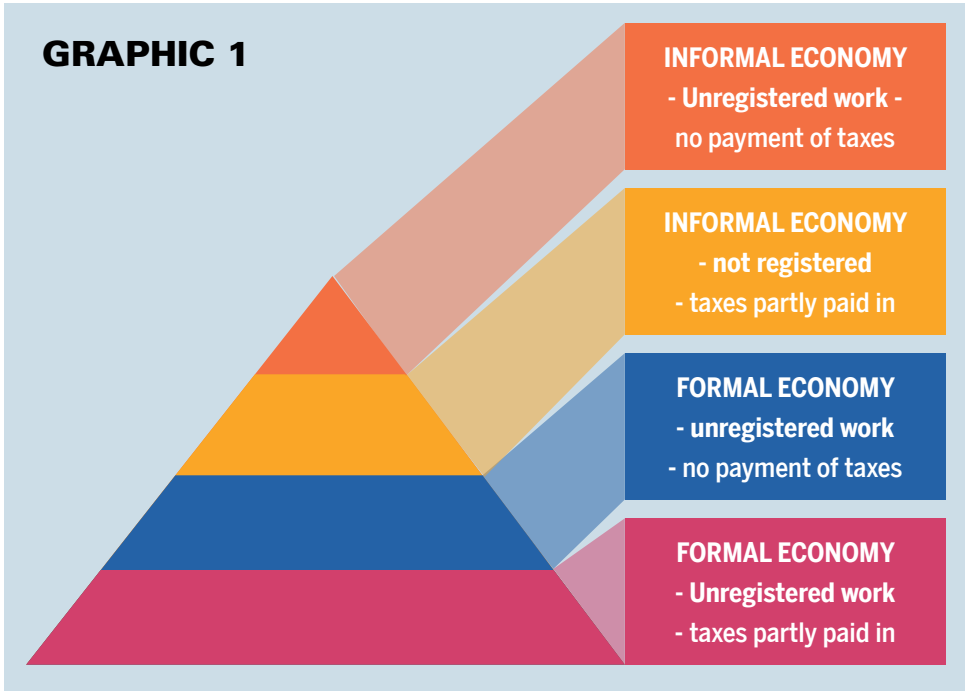 GRAPHIC 1
INFORMAL ECONOMY
- Unregistered work -
no payment of taxes
INFORMAL ECONOMY
- not registered
- taxes partly paid in
FORMAL ECONOMY
- unregistered work
- no payment of taxes
FORMAL ECONOMY
- Unregistered work
- taxes partly paid in